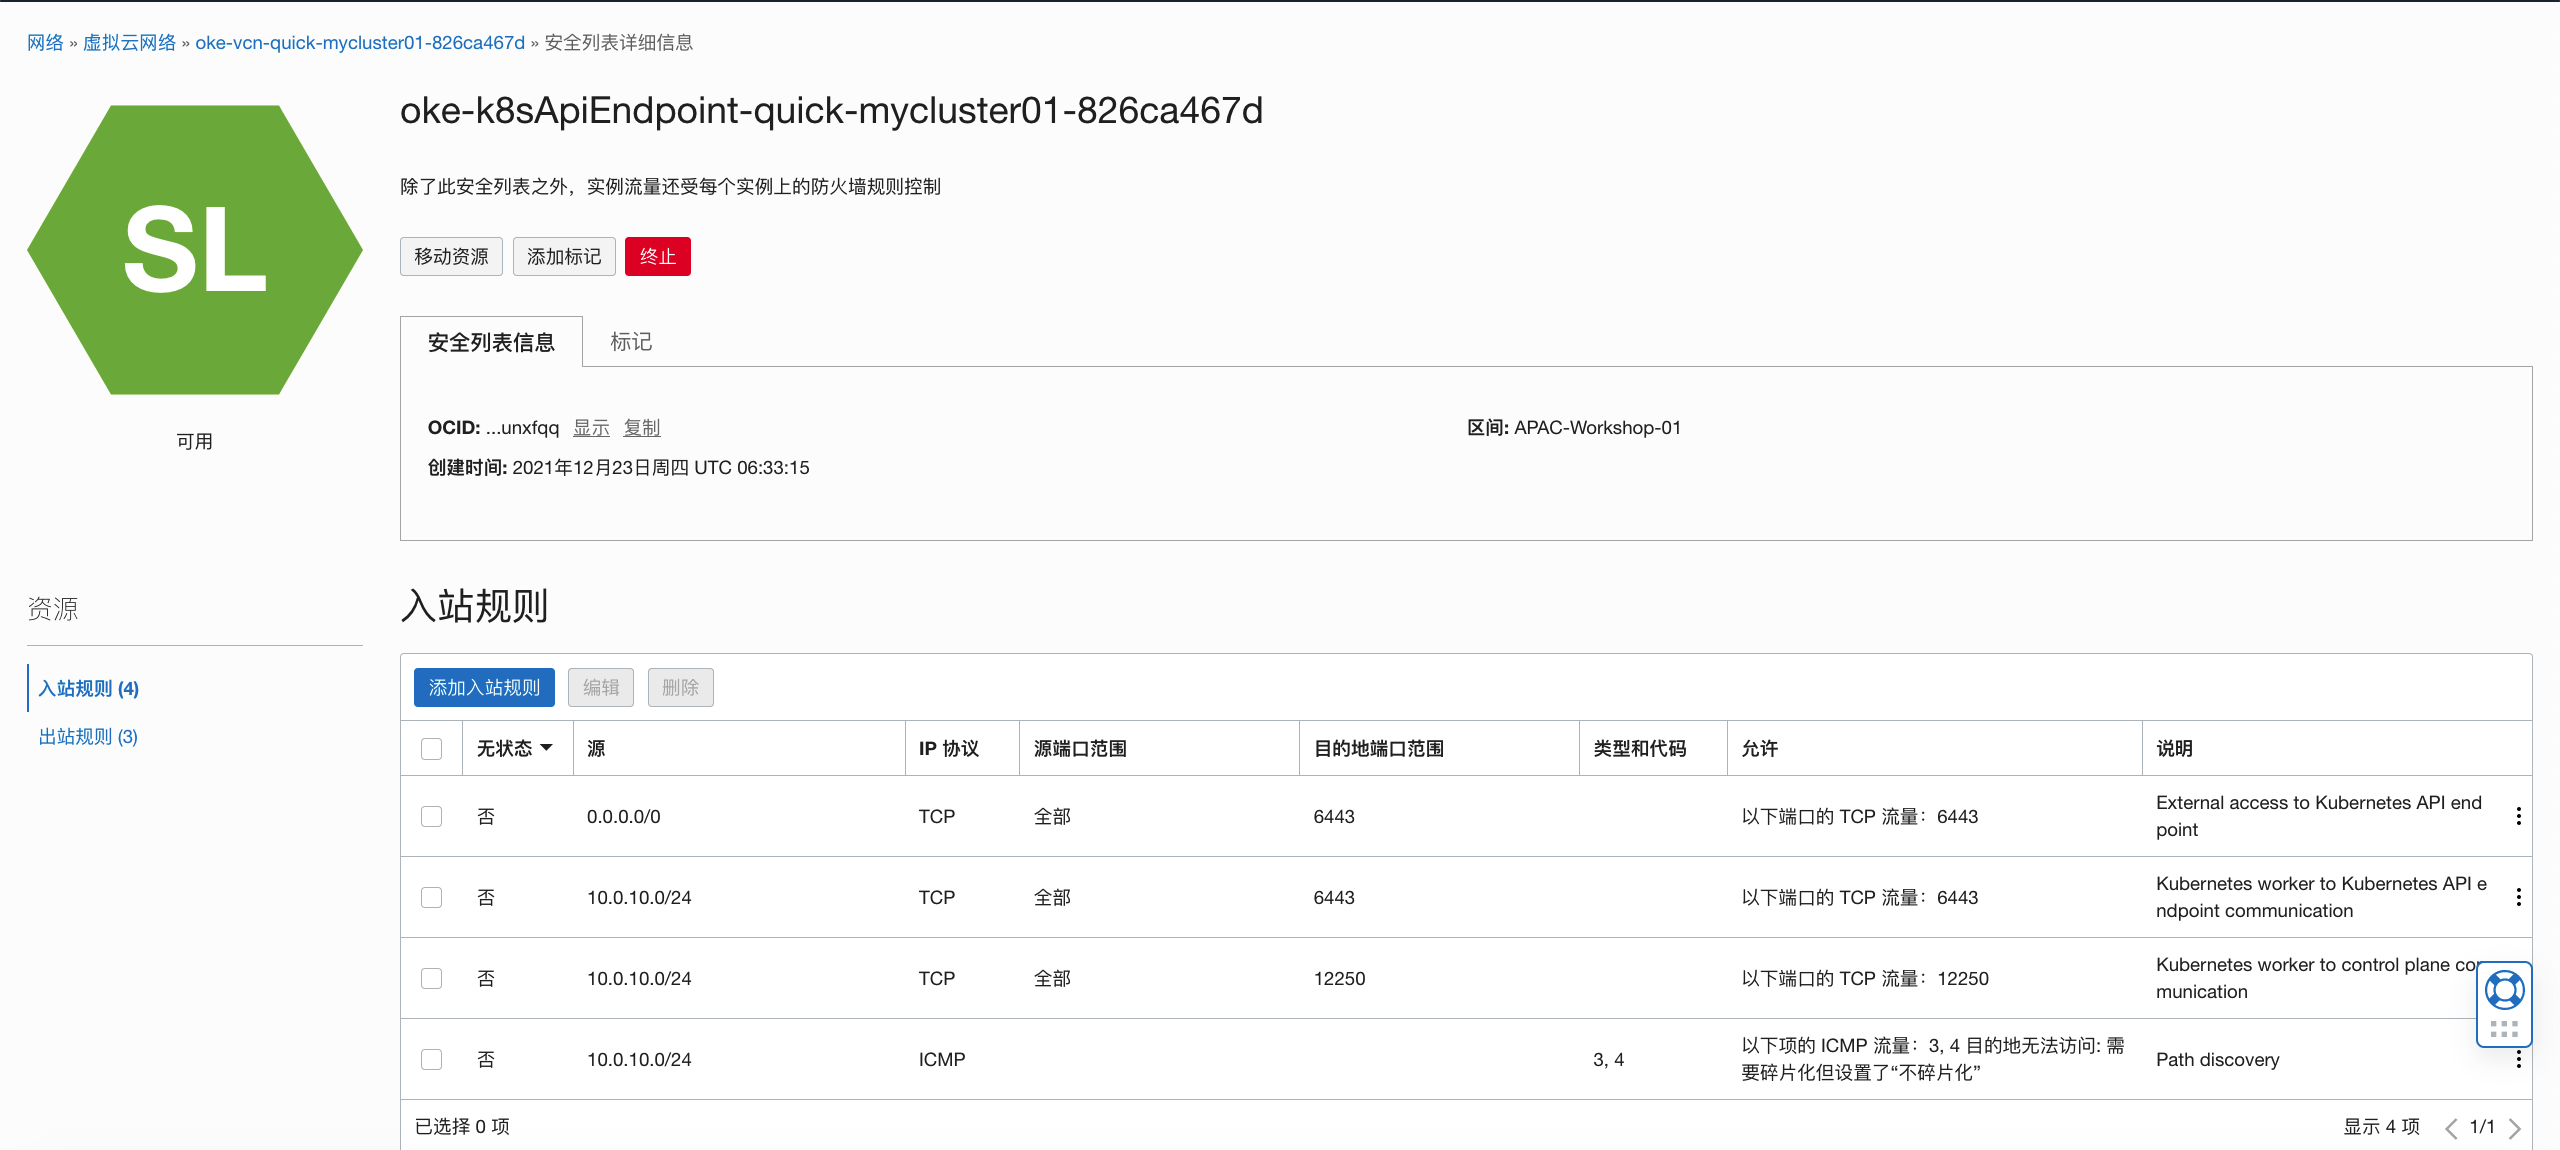 网络 » 虚拟云网络 » oke-vcn-quick-mycluster01-826ca467d » 安全列表详细信息
SL
可用
oke-k8sApiEndpoint-quick-mycluster01-826ca467d
除了此安全列表之外，实例流量还受每个实例上的防火墙规则控制
移动资源 添加标记 终止
安全列表信息 标记
OCID: ...unxfqq 显示 复制 区间: APAC-Workshop-01
创建时间: 2021年12月23日周四 UTC 06:33:15
资源
入站规则 (4)
出站规则 (3)
入站规则
添加入站规则 编辑 删除
无状态 源 IP 协议 源端口范围 目的地端口范围 类型和代码 允许 说明
否 0.0.0.0/0 TCP 全部 6443 以下端口的 TCP 流量：6443 External access to Kubernetes API end
point
否 10.0.10.0/24 TCP 全部 6443 以下端口的 TCP 流量：6443 Kubernetes worker to Kubernetes API e
ndpoint communication
否 10.0.10.0/24 TCP 全部 12250 以下端口的 TCP 流量：12250 Kubernetes worker to control plane com
munication
否 10.0.10.0/24 ICMP 3, 4 以下项的 ICMP 流量：3, 4 目的地无法访问: 需
要碎片化但设置了“不碎片化” Path discovery
已选择 0 项 显示 4 项 1/1